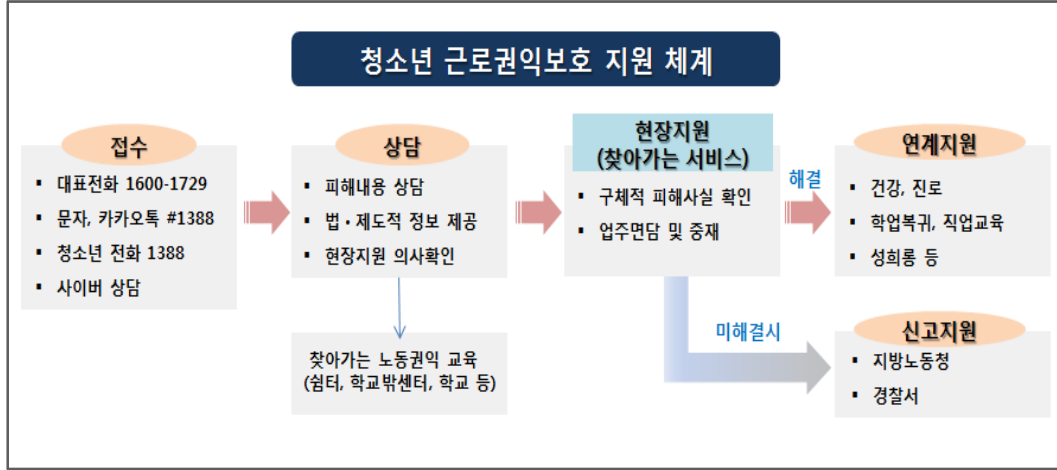 청소년 근로권익보호 지원 체계
접수
▪ 대표전화 1600-1729
▪ 문자, 카카오톡 #1388
▪ 청소년 전화 1388
▪ 사이버 상담
상담
▪ 피해내용 상담
▪ 법·제도적 정보 제공
▪ 현장지원 의사확인
찾아가는 노동권익 교육
(쉼터, 학교밖센터, 학교 등)
현장지원
(찾아가는 서비스)
▪ 구체적 피해사실 확인
▪ 업주면담 및 중재
해결
연계지원
▪ 건강, 진로
▪ 학업복귀, 직업교육
▪ 성희롱 등
미해결시
신고지원
▪ 지방노동청
▪ 경찰서